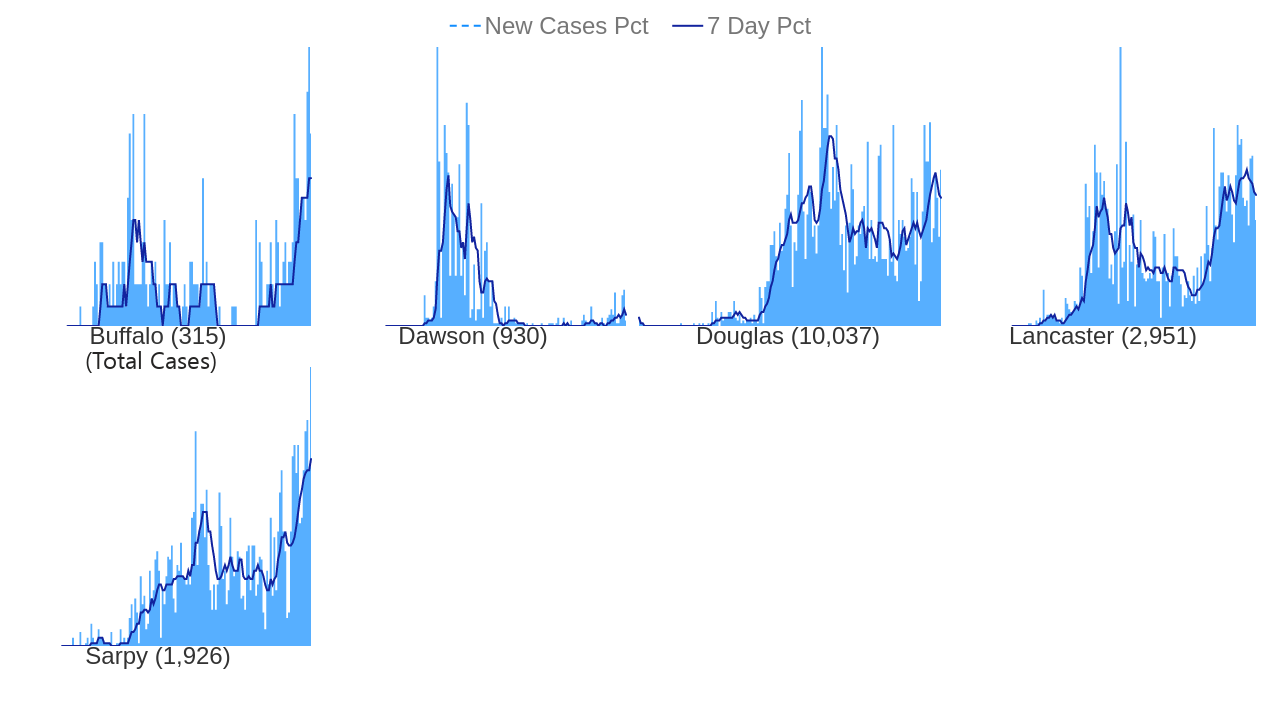 New Cases Pct 7 Day Pct
Buffalo (315) Dawson (930) Douglas (10,037) Lancaster (2,951)
(Total Cases)
Sarpy (1,926)